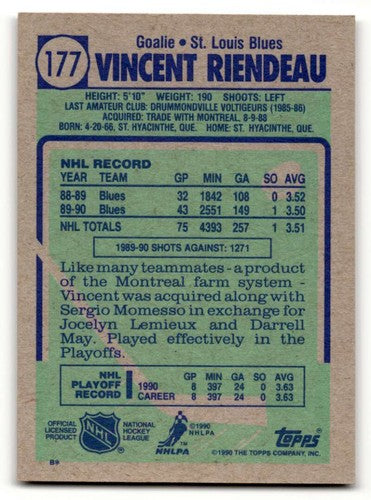 177
Goalie • St. Louis Blues
VINCENT RIENDEAU
HEIGHT: 5'10" WEIGHT: 190 SHOOTS: LEFT
LAST AMATEUR CLUB: DRUMMONDVILLE VOLTIGEURS (1985-86)
ACQUIRED: TRADE WITH MONTREAL, 8-9-88
BORN: 4-20-66, ST. HYACINTHE, QUE. HOME: ST. HYACINTHE, QUE.
NHL RECORD
YEAR TEAM GP MIN GA SO AVG
88-89 Blues 32 1842 108 0 3.52
89-90 Blues 43 2551 149 1 3.50
NHL TOTALS 75 4393 257 1 3.51
1989-90 SHOTS AGAINST: 1271
Like many teammates - a product
of the Montreal farm system -
Vincent was acquired along with
Sergio Momesso in exchange for
Jocelyn Lemieux and Darrell
May. Played effectively in the
Playoffs.
NHL PLAYOFF RECORD
GP MIN GA SO AVG
1990 8 397 24 0 3.63
CAREER 8 397 24 0 3.63
OFFICIAL LICENSED PRODUCT
NHL
NATIONAL HOCKEY LEAGUE
©1990 NHLPA
NHLPA
TOPPS
©1990 THE TOPPS COMPANY, INC.
B9